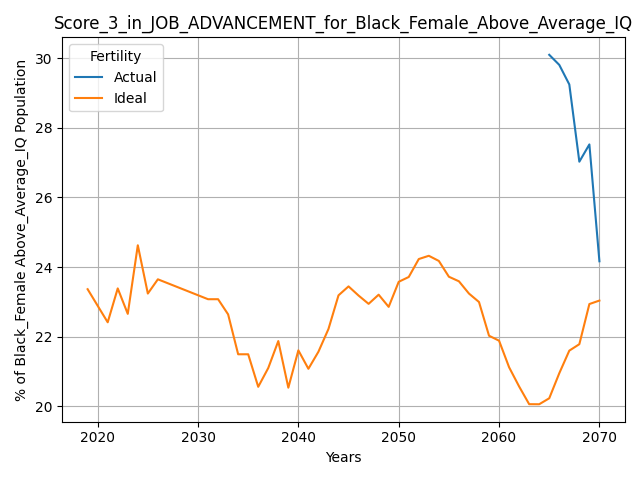 Score_3_in_JOB_ADVANCEMENT_for_Black_Female_Above_Average_IQ
% of Black_Female Above_Average_IQ Population
Fertility
Actual
Ideal
30
28
26
24
22
20
2020 2030 2040 2050 2060 2070
Years